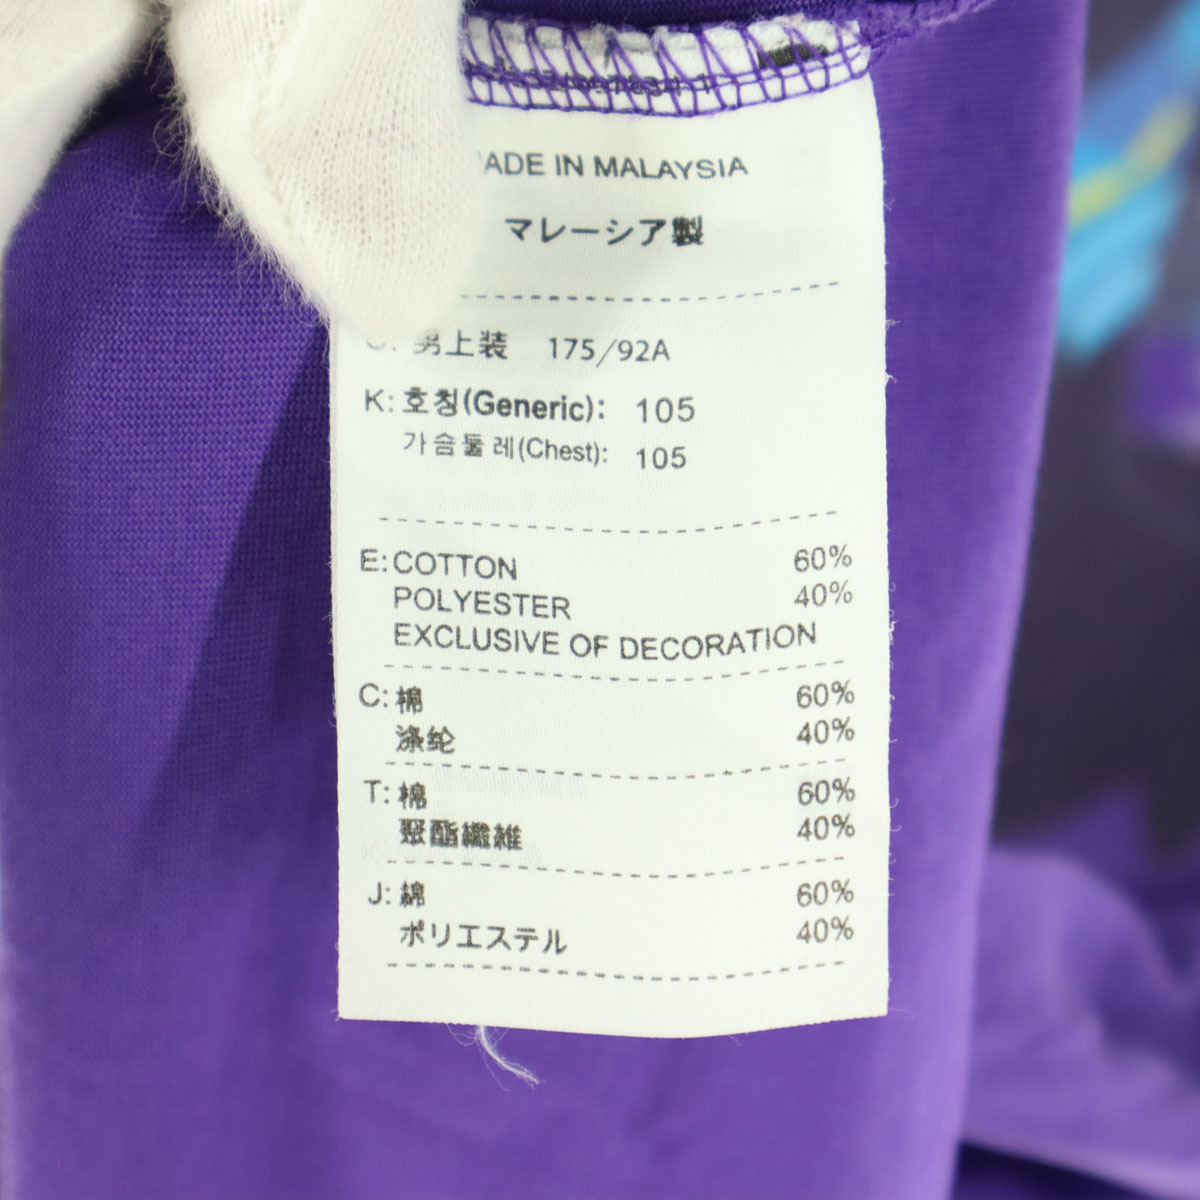 ADE IN MALAYSIA
マレーシア製
男上装 175/92A
K: 호칭(Generic): 105
가슴둘레(Chest): 105
E: COTTON 60%
POLYESTER 40%
EXCLUSIVE OF DECORATION
C: 棉 60%
涤纶 40%
T: 棉 60%
聚酯纖維 40%
J: 綿 60%
ポリエステル 40%